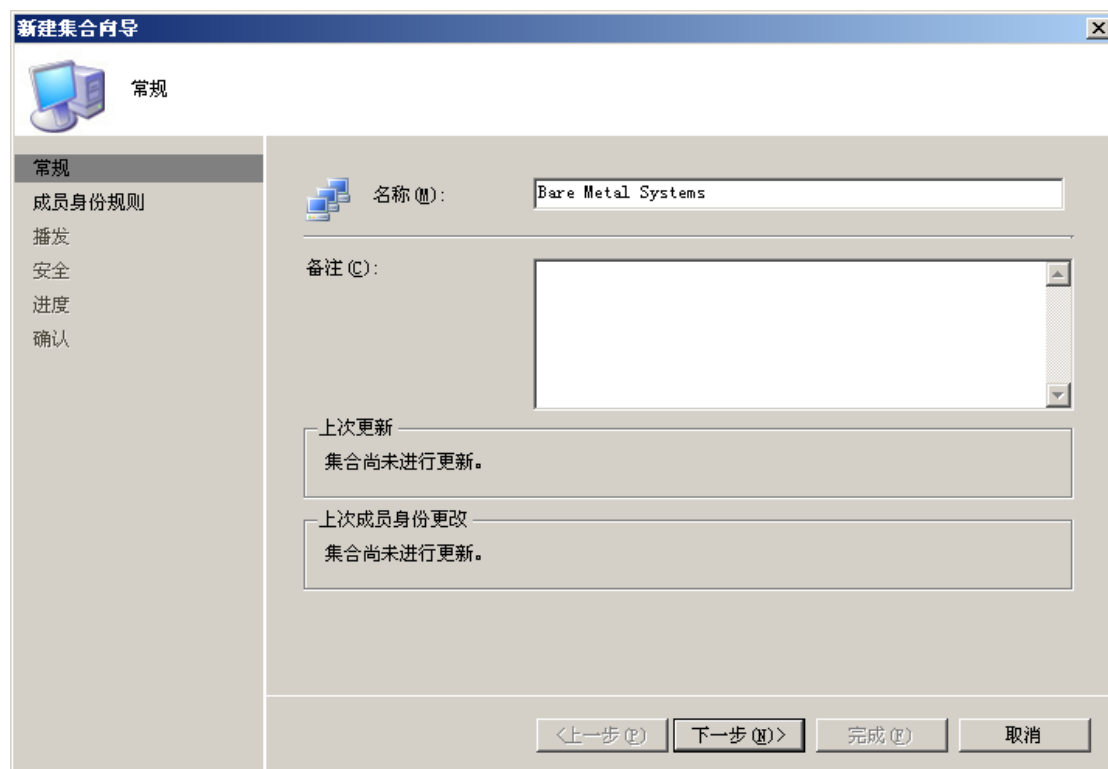 新建集合向导
常规
常规
成员身份规则
播发
安全
进度
确认
名称(M):
Bare Metal Systems
备注(C):
上次更新
集合尚未进行更新。
上次成员身份更改
集合尚未进行更新。
<上一步(P) 下一步(N)> 完成(F) 取消